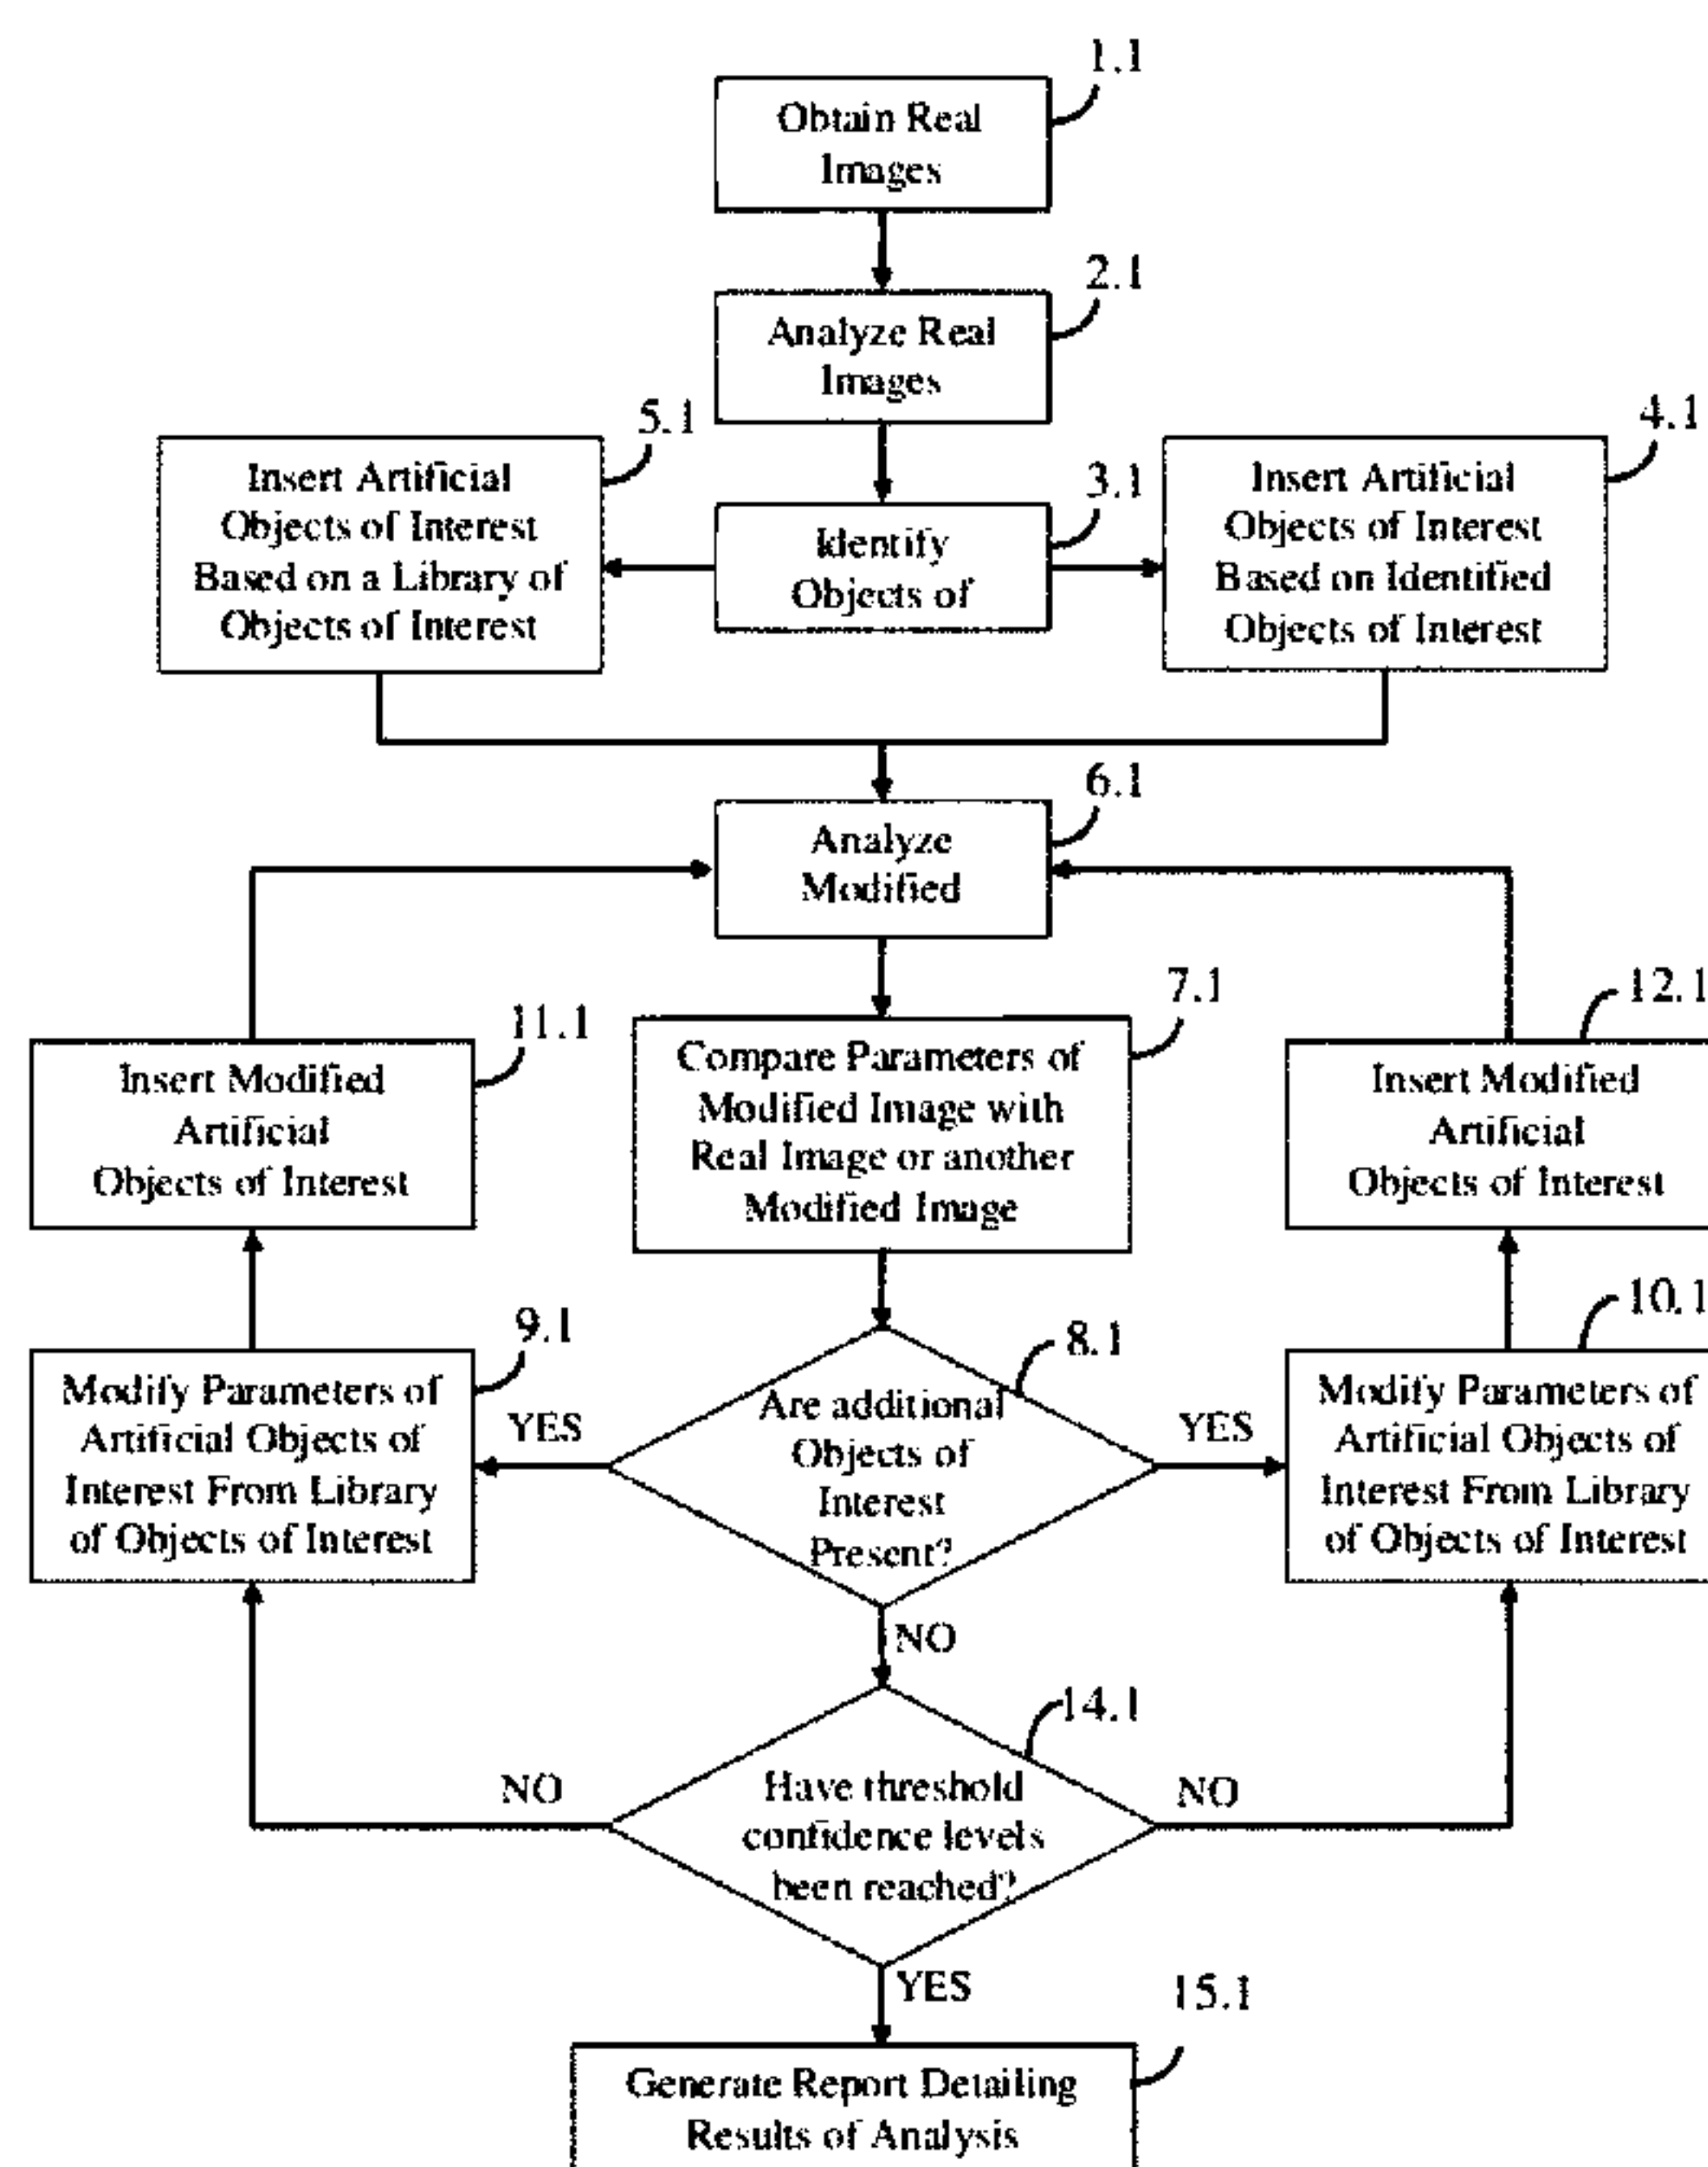 1.1
Obtain Real
Images
2.1
Analyze Real
Images
5.1
Insert Artificial
Objects of Interest
Based on a Library of
Objects of Interest
3.1
Identify
Objects of
4.1
Insert Artificial
Objects of Interest
Based on Identified
Objects of Interest
6.1
Analyze
Modified
7.1
Compare Parameters of
Modified Image with
Real Image or another
Modified Image
11.1
Insert Modified
Artificial
Objects of Interest
12.1
Insert Modified
Artificial
Objects of Interest
9.1
Modify Parameters of
Artificial Objects of
Interest From Library
of Objects of Interest
YES
8.1
Are additional
Objects of
Interest
Present?
YES
10.1
Modify Parameters of
Artificial Objects of
Interest From Library
of Objects of Interest
NO
14.1
NO
Have threshold
confidence levels
been reached?
NO
YES
15.1
Generate Report Detailing
Results of Analysis